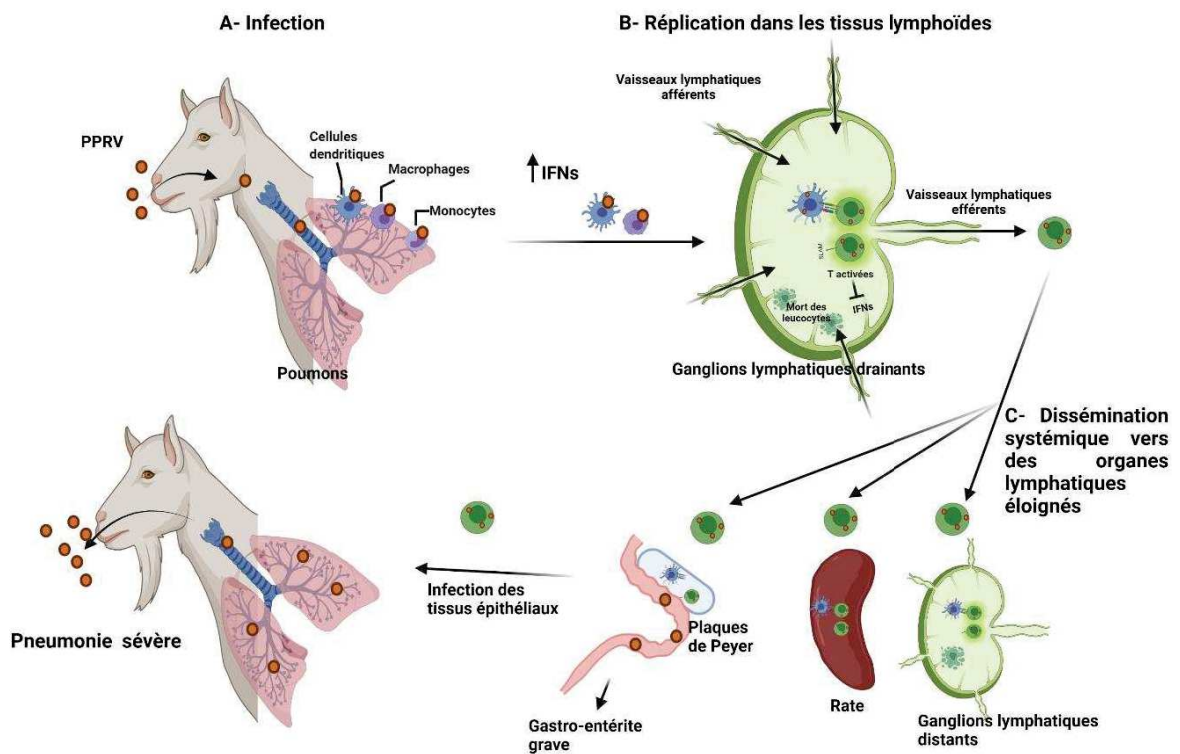 A- Infection
B- Réplication dans les tissus lymphoïdes
PPRV
Cellules
dendritiques
Macrophages
Monocytes
Poumons
IFNs
Vaisseaux lymphatiques
afférents
Vaisseaux lymphatiques
efférents
SLAM
T activées
IFNs
Mort des
leucocytes
Ganglions lymphatiques drainants
C- Dissémination
systémique vers
des organes
lymphatiques
éloignés
Infection des
tissus épithéliaux
Pneumonie sévère
Plaques
de Peyer
Gastro-entérite
grave
Rate
Ganglions lymphatiques
distants